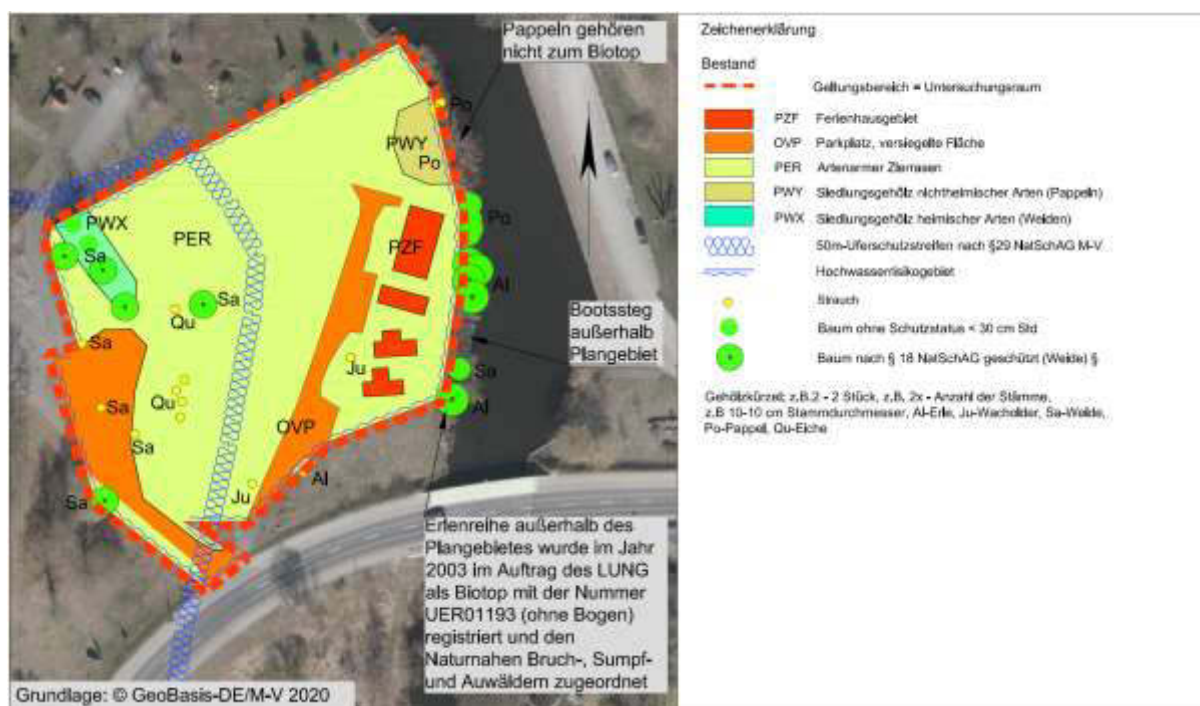 Pappeln gehören
nicht zum Biotop
Po
PWY
Po
PWX
Sa
PER
Po
PZF
Al
Sa
Qu
Bootssteg
außerhalb
Plangebiet
Sa
Ju
Sa
Sa
Qu
Al
Sa
OVP
Al
Sa
Ju
Erlenreihe außerhalb des
Plangebietes wurde im Jahr
2003 im Auftrag des LUNG
als Biotop mit der Nummer
UER01193 (ohne Bogen)
registriert und den
Naturnahen Bruch-, Sumpf-
und Auwäldern zugeordnet
Grundlage: © GeoBasis-DE/M-V 2020
Zeichenerklärung
Bestand
Geltungsbereich = Untersuchungsraum
PZF Ferienhausgebiet
OVP Parkplatz, versiegelte Fläche
PER Artenarmer Zierrasen
PWY Siedlungsgehölz nichtheimischer Arten (Pappeln)
PWX Siedlungsgehölz heimischer Arten (Weiden)
50m-Uferschutzstreifen nach §29 NatSchAG M-V
Hochwasserrisikogebiet
Strauch
Baum ohne Schutzstatus < 30 cm Std
Baum nach § 18 NatSchAG geschützt (Weide) §
Gehölzkürzel; z,B.2 - 2 Stück, z,B, 2x - Anzahl der Stämme,
z,B 10-10 cm Stammdurchmesser, Al-Erle, Ju-Wacholder, Sa-Weide,
Po-Pappel, Qu-Eiche